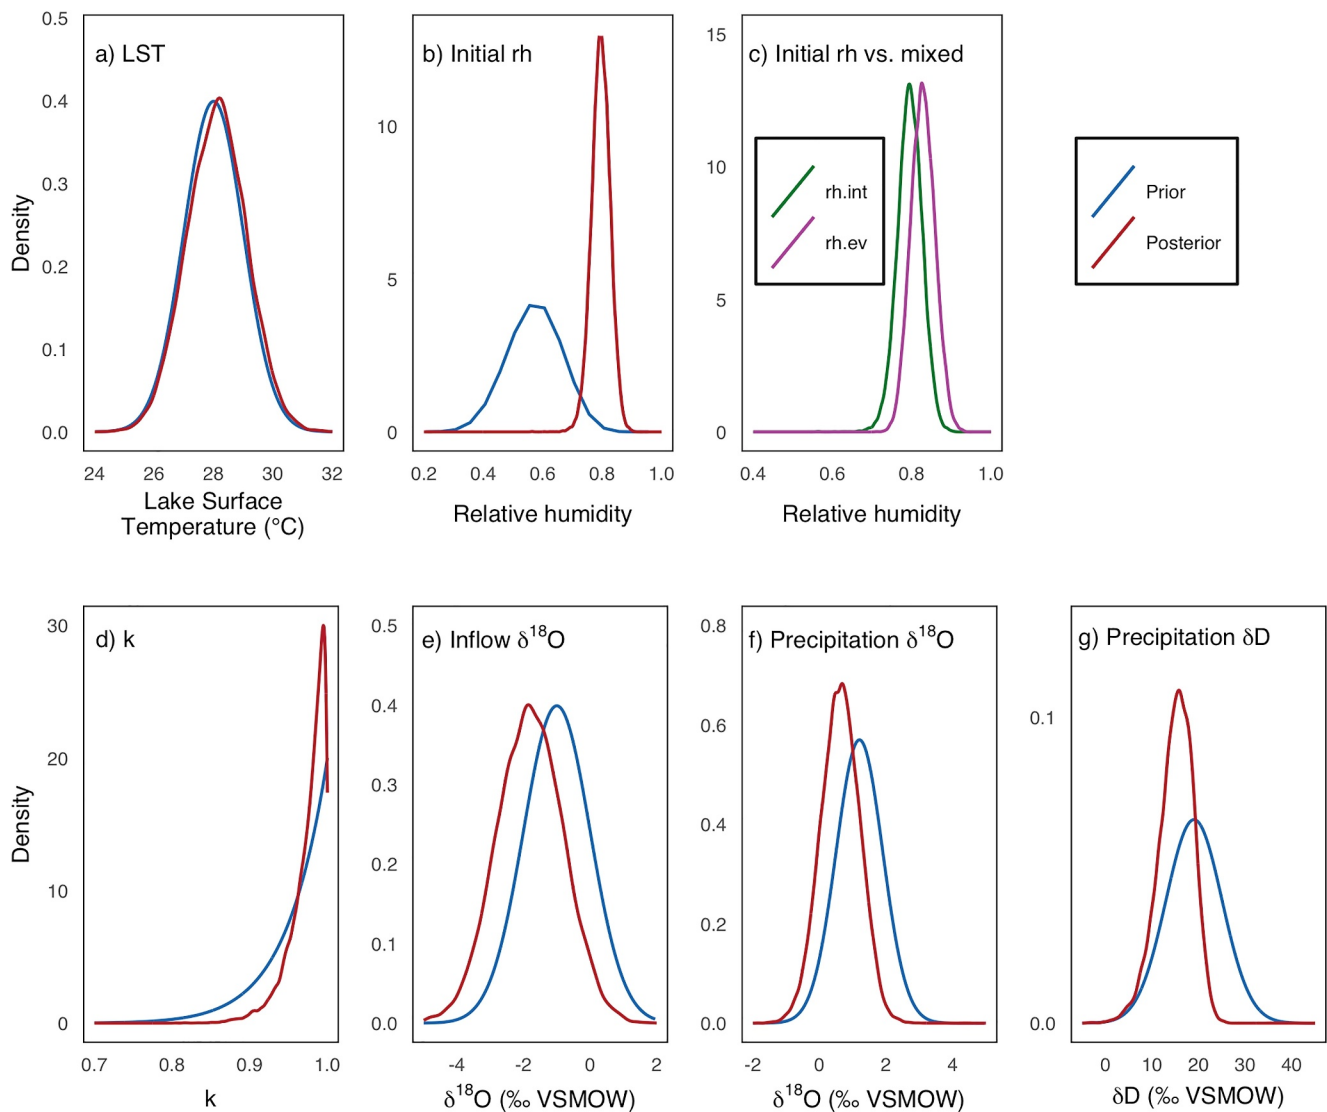 a) LST
0.5
0.4
0.3
0.2
0.1
0.0
Density
24 26 28 30 32
Lake Surface
Temperature (°C)
b) Initial rh
10
5
0
0.2 0.4 0.6 0.8 1.0
Relative humidity
c) Initial rh vs. mixed
15
10
5
0
rh.int
rh.ev
0.4 0.6 0.8 1.0
Relative humidity
Prior
Posterior
d) k
30
20
10
0
Density
0.7 0.8 0.9 1.0
k
e) Inflow δ¹⁸O
0.5
0.4
0.3
0.2
0.1
0.0
-4 -2 0 2
δ¹⁸O (‰ VSMOW)
f) Precipitation δ¹⁸O
0.8
0.6
0.4
0.2
0.0
-2 0 2 4
δ¹⁸O (‰ VSMOW)
g) Precipitation δD
0.1
0.0
0 10 20 30 40
δD (‰ VSMOW)